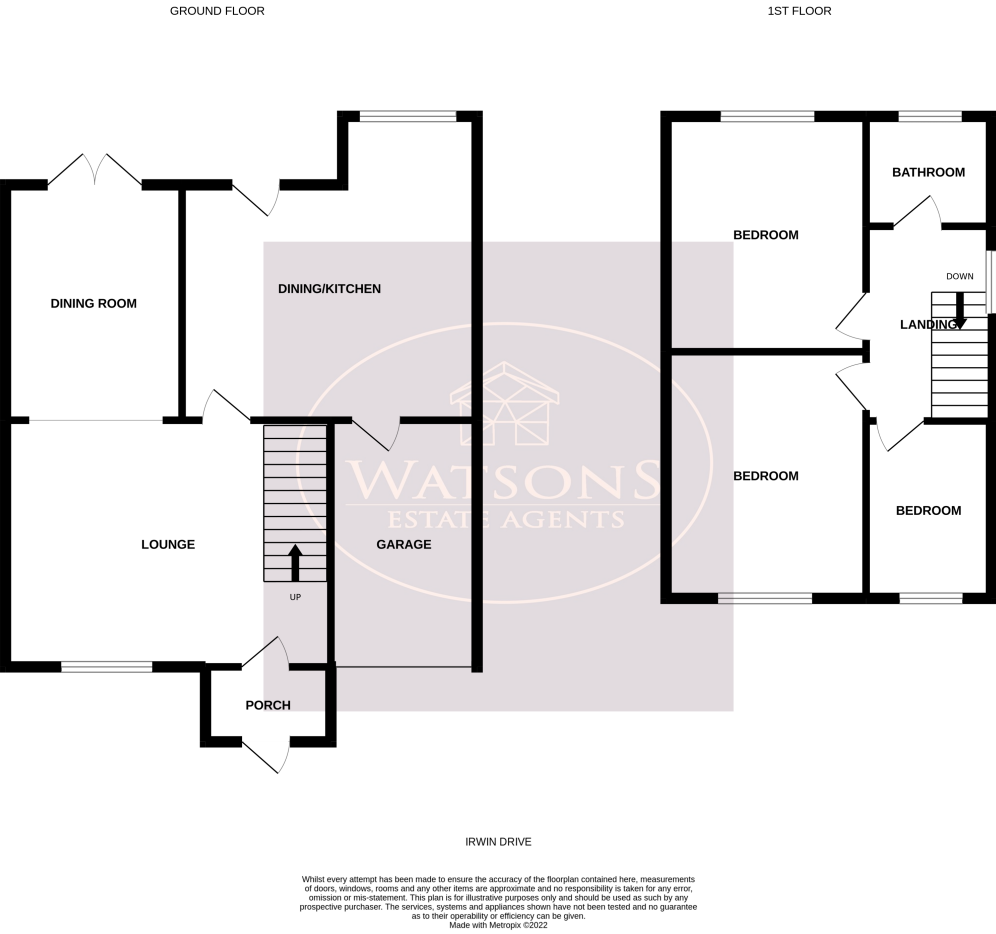 GROUND FLOOR
1ST FLOOR
BATHROOM
BEDROOM
DINING/KITCHEN
DINING ROOM
DOWN
LANDING
BEDROOM
BEDROOM
WATSONS
ESTATE AGENTS
LOUNGE
GARAGE
UP
PORCH
IRWIN DRIVE
Whilst every attempt has been made to ensure the accuracy of the floorplan contained here, measurements
of doors, windows, rooms and any other items are approximate and no responsibility is taken for any error,
omission or mis-statement. This plan is for illustrative purposes only and should be used as such by any
prospective purchaser. The services, systems and appliances shown have not been tested and no guarantee
as to their operability or efficiency can be given.
Made with Metropix ©2022